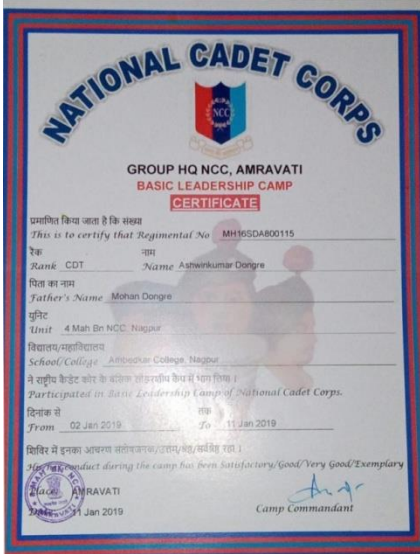 NATIONAL CADET CORPS
NCC
GROUP HQ NCC, AMRAVATI
BASIC LEADERSHIP CAMP
CERTIFICATE
प्रमाणित किया जाता है कि संख्या
This is to certify that Regimental No MH16SDA800115
रैंक नाम
Rank CDT Name Ashwinkumar Dongre
पिता का नाम
Father's Name Mohan Dongre
युनिट
Unit 4 Mah Bn NCC, Nagpur
विद्यालय/महाविद्यालय
School/College Ambedkar College, Nagpur
ने राष्ट्रीय कैडेट कोर के कैंप में भाग लिया ।
Participated in Basic Leadership Camp of National Cadet Corps.
दिनांक से तक
From 02 Jan 2019 To 11 Jan 2019
शिविर में इनका आचरण संतोषजनक/उत्तम/श्रेष्ठ/सर्वश्रेष्ठ रहा ।
conduct during the camp has been Satisfactory/Good/Very Good/Exemplary
Place AMRAVATI
Date 11 Jan 2019 Camp Commandant